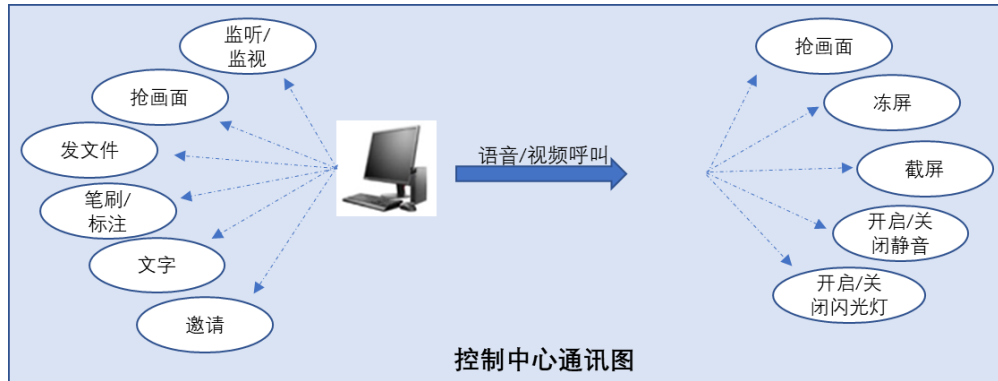 监听/
监视
抢画面
发文件
笔刷/
标注
文字
邀请
语音/视频呼叫
抢画面
冻屏
截屏
开启/关
闭静音
开启/关
闭闪光灯
控制中心通讯图